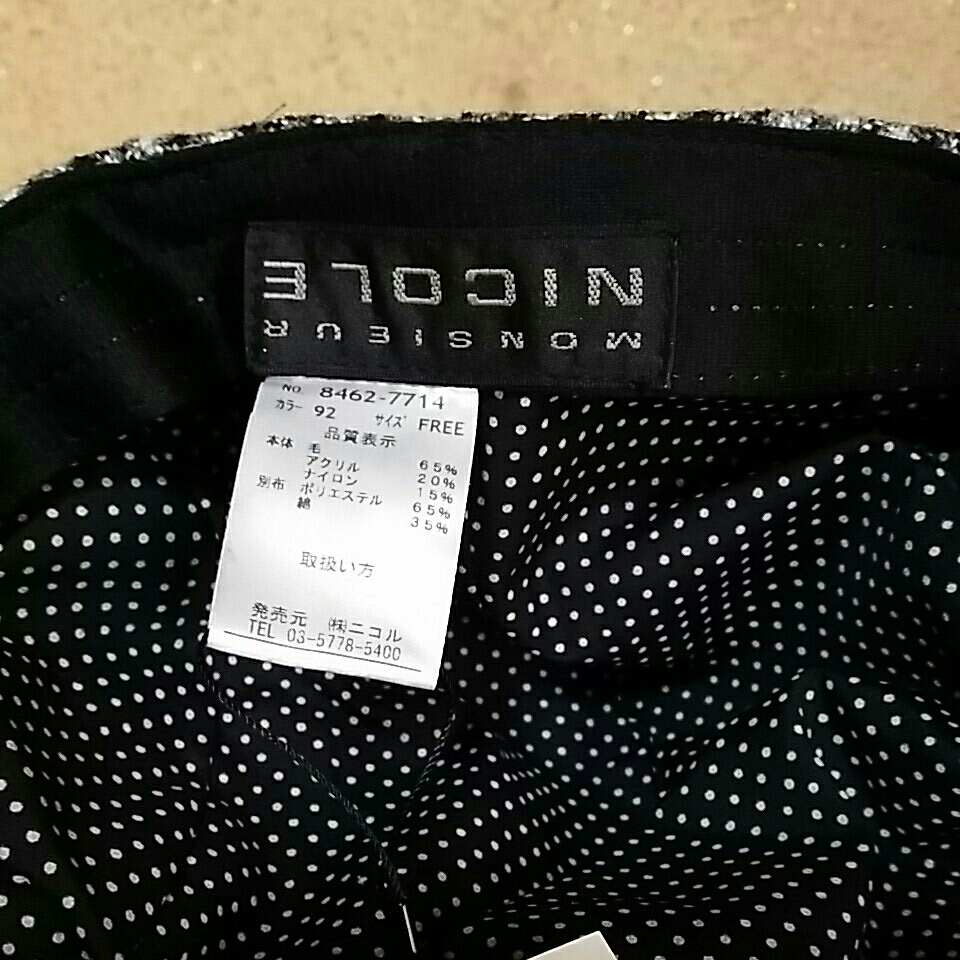 MONSIEUR
NICOLE
No. 8462-7714
カラー 92 サイズ FREE
品質表示
本体 毛 65%
アクリル 20%
ナイロン 15%
別布 ポリエステル 65%
綿 35%
取扱い方
発売元 ㈱ニコル
TEL 03-5778-5400